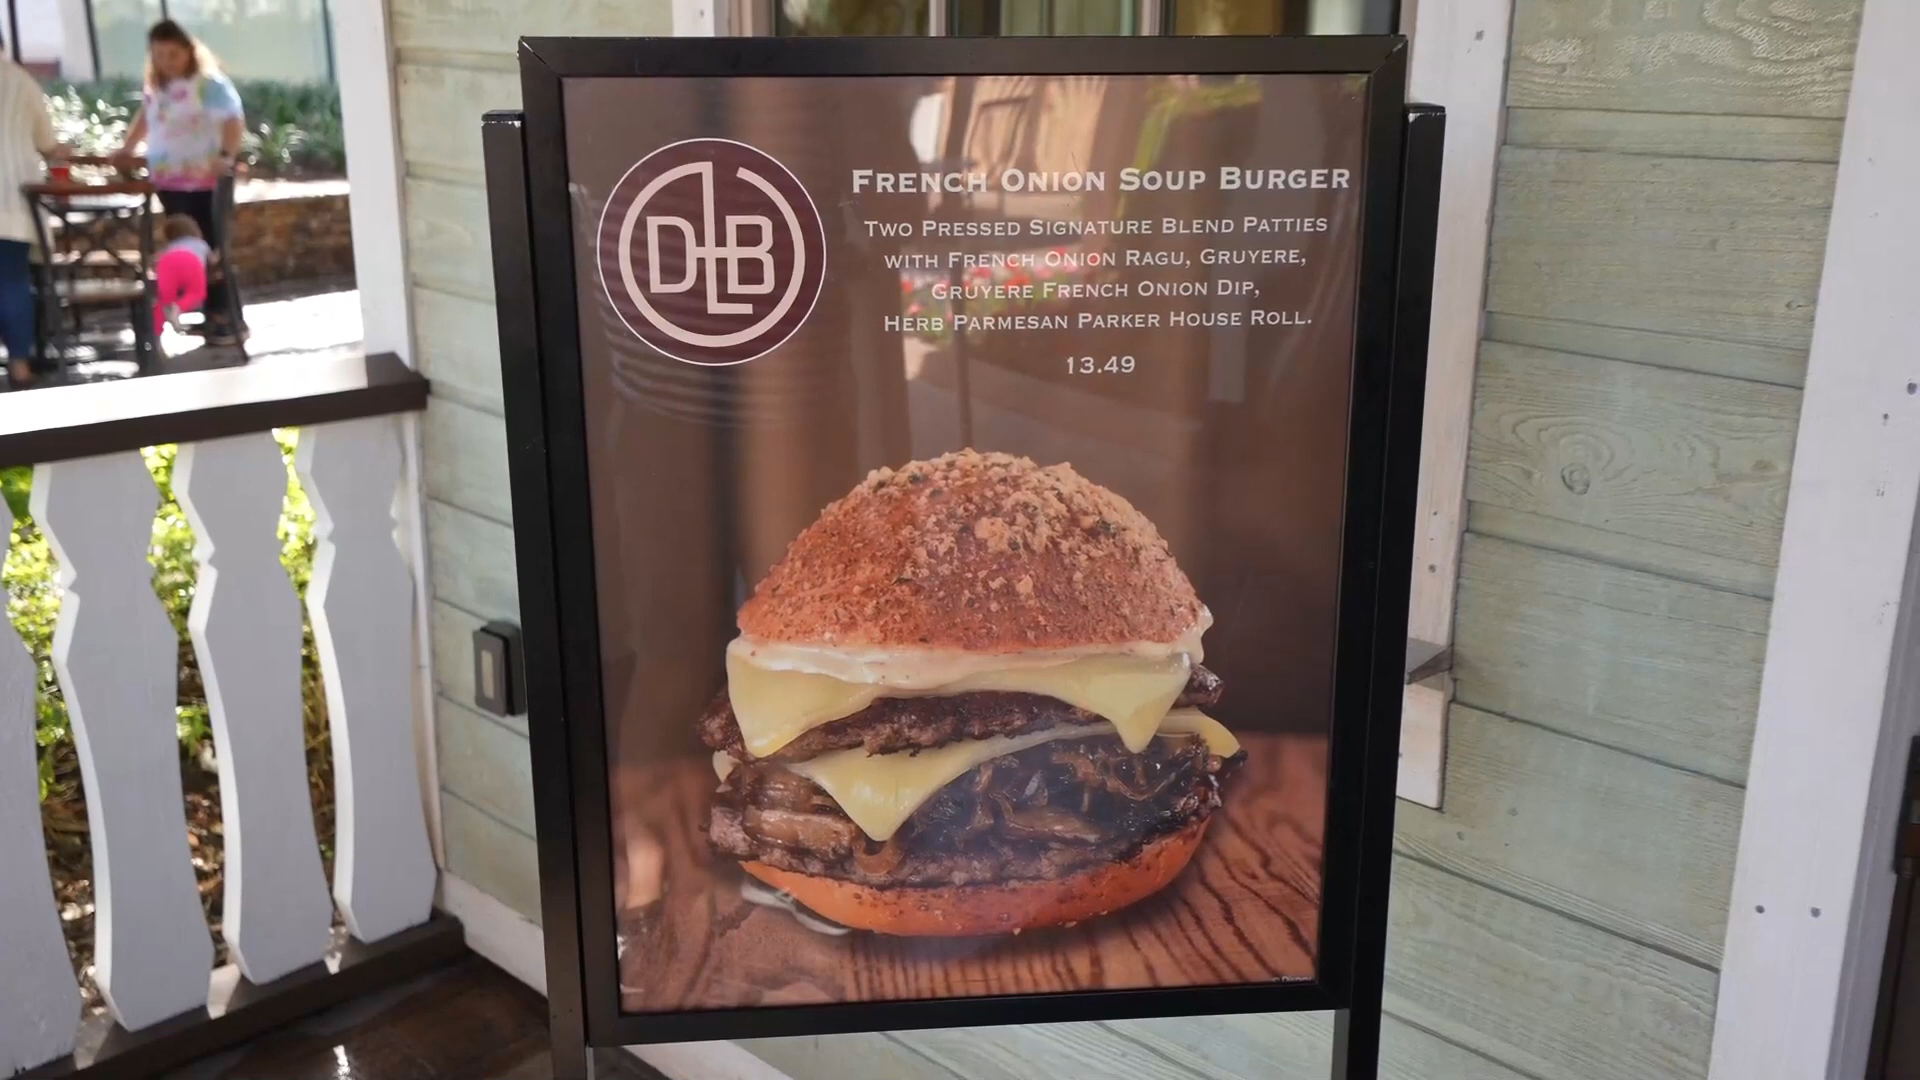 DLB
FRENCH ONION SOUP BURGER
TWO PRESSED SIGNATURE BLEND PATTIES
WITH FRENCH ONION RAGU, GRUYERE,
GRUYERE FRENCH ONION DIP,
HERB PARMESAN PARKER HOUSE ROLL.
13.49